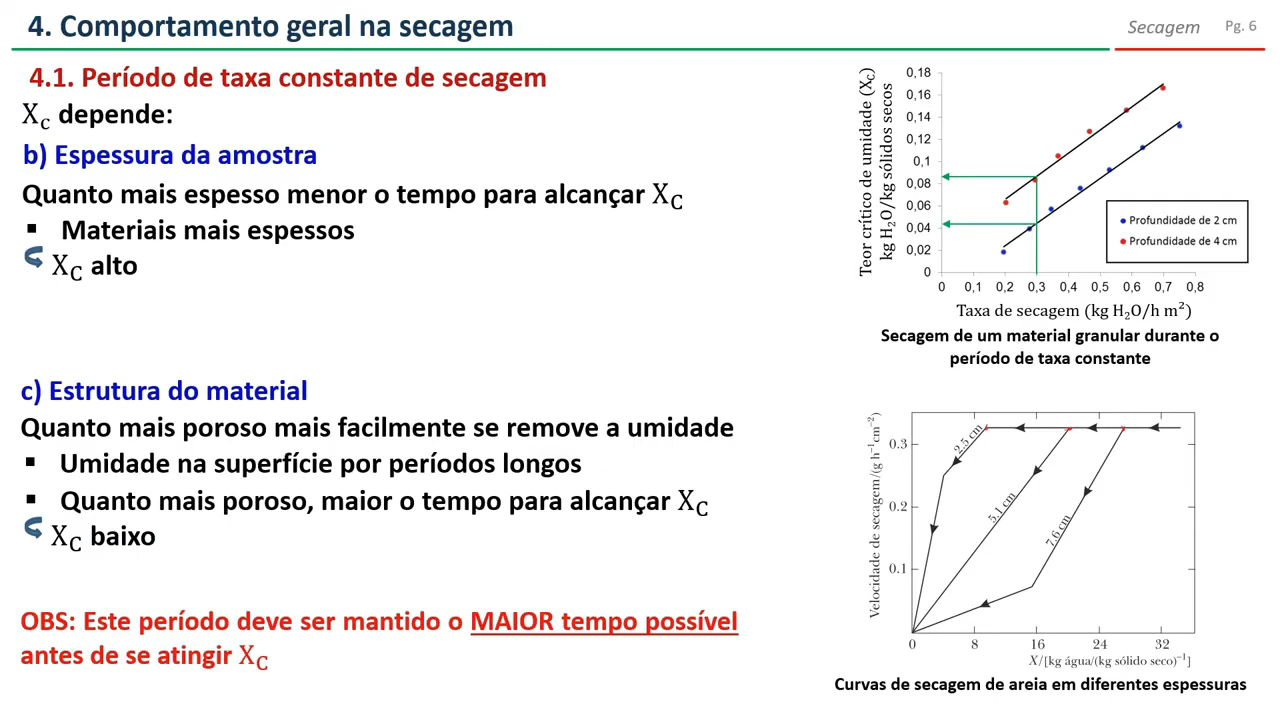 4. Comportamento geral na secagem
Secagem Pg. 6
4.1. Período de taxa constante de secagem
X_c depende:
b) Espessura da amostra
Quanto mais espesso menor o tempo para alcançar X_C
▪ Materiais mais espessos
X_C alto
c) Estrutura do material
Quanto mais poroso mais facilmente se remove a umidade
▪ Umidade na superfície por períodos longos
▪ Quanto mais poroso, maior o tempo para alcançar X_C
X_C baixo
OBS: Este período deve ser mantido o MAIOR tempo possível
antes de se atingir X_C
Teor crítico de umidade (X_C)
kg H₂O/kg sólidos secos
0,18
0,16
0,14
0,12
0,1
0,08
0,06
0,04
0,02
0
0 0,1 0,2 0,3 0,4 0,5 0,6 0,7 0,8
Profundidade de 2 cm
Profundidade de 4 cm
Taxa de secagem (kg H₂O/h m²)
Secagem de um material granular durante o
período de taxa constante
Velocidade de secagem/(g h⁻¹cm⁻²)
0.3
0.2
0.1
2.5 cm
5.1 cm
7.6 cm
0 8 16 24 32
X/[kg água/(kg sólido seco)⁻¹]
Curvas de secagem de areia em diferentes espessuras